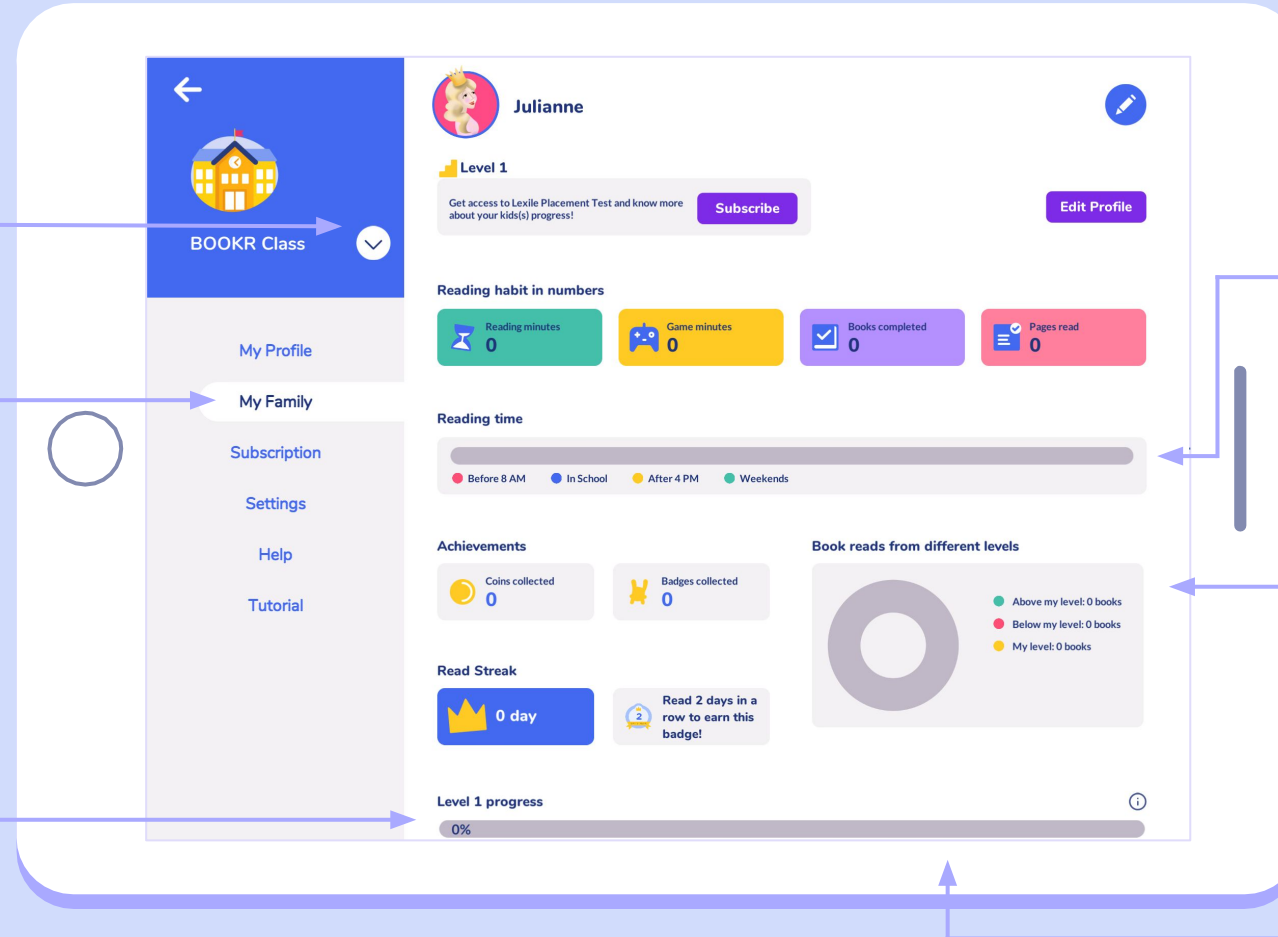 BOOKR Class
My Profile
My Family
Subscription
Settings
Help
Tutorial
Julianne
Level 1
Get access to Lexile Placement Test and know more
about your kids(s) progress!
Subscribe
Edit Profile
Reading habit in numbers
Reading minutes
0
Game minutes
0
Books completed
0
Pages read
0
Reading time
Before 8 AM
In School
After 4 PM
Weekends
Achievements
Coins collected
0
Badges collected
0
Book reads from different levels
Above my level: 0 books
Below my level: 0 books
My level: 0 books
Read Streak
0 day
2
Read 2 days in a
row to earn this
badge!
Level 1 progress
0%